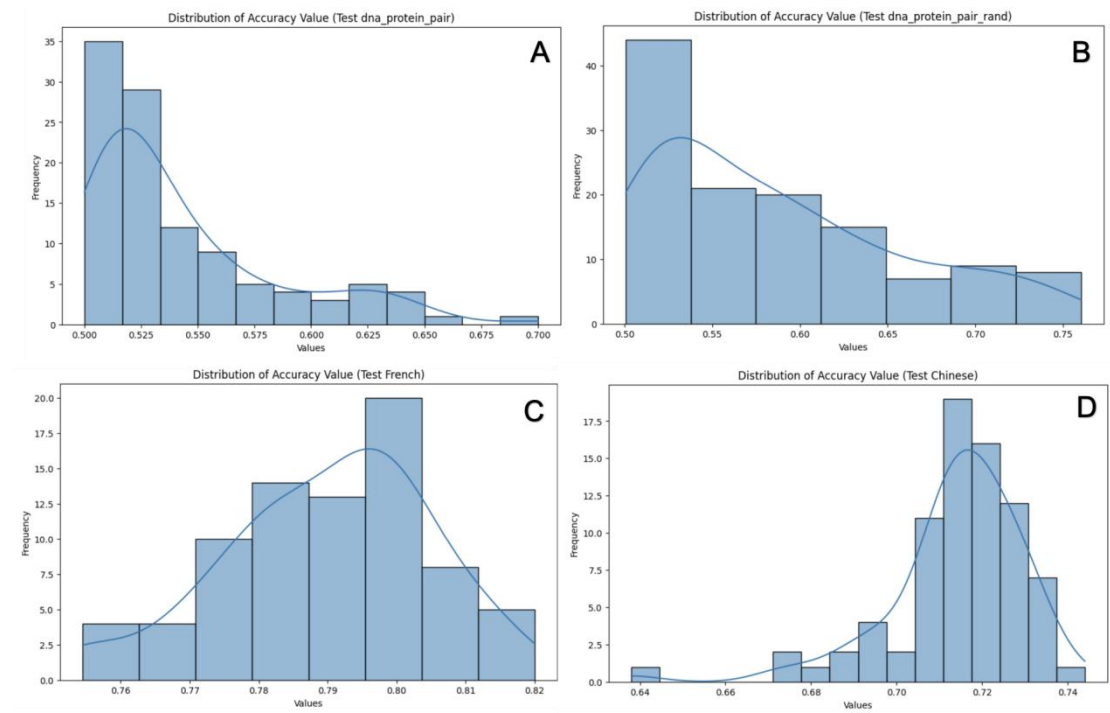 Distribution of Accuracy Value (Test dna_protein_pair)
A
35
30
25
20
15
10
5
0
Frequency
0.500 0.525 0.550 0.575 0.600 0.625 0.650 0.675 0.700
Values
Distribution of Accuracy Value (Test dna_protein_pair_rand)
B
40
30
20
10
0
Frequency
0.50 0.55 0.60 0.65 0.70 0.75
Values
Distribution of Accuracy Value (Test French)
C
20.0
17.5
15.0
12.5
10.0
7.5
5.0
2.5
0.0
Frequency
0.76 0.77 0.78 0.79 0.80 0.81 0.82
Values
Distribution of Accuracy Value (Test Chinese)
D
17.5
15.0
12.5
10.0
7.5
5.0
2.5
0.0
Frequency
0.64 0.66 0.68 0.70 0.72 0.74
Values